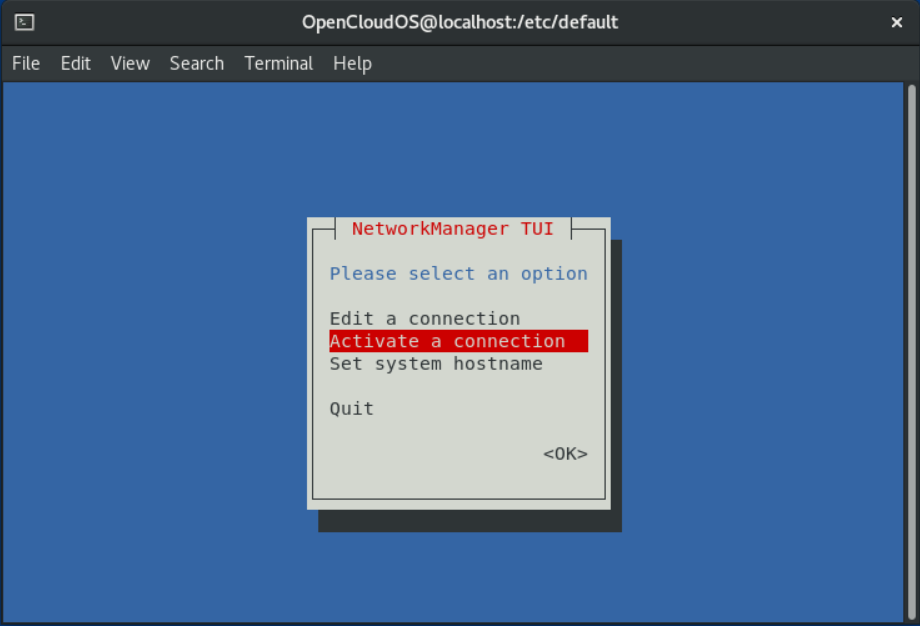 OpenCloudOS@localhost:/etc/default
File Edit View Search Terminal Help
NetworkManager TUI
Please select an option
Edit a connection
Activate a connection
Set system hostname
Quit
<OK>